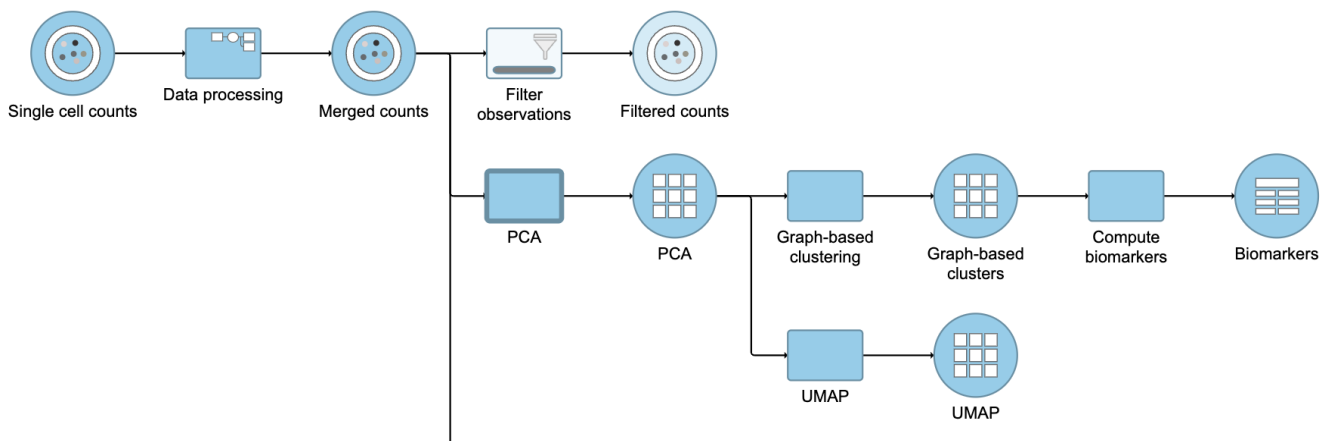 Single cell counts
Data processing
Merged counts
Filter
observations
Filtered counts
PCA
PCA
Graph-based
clustering
Graph-based
clusters
Compute
biomarkers
Biomarkers
UMAP
UMAP